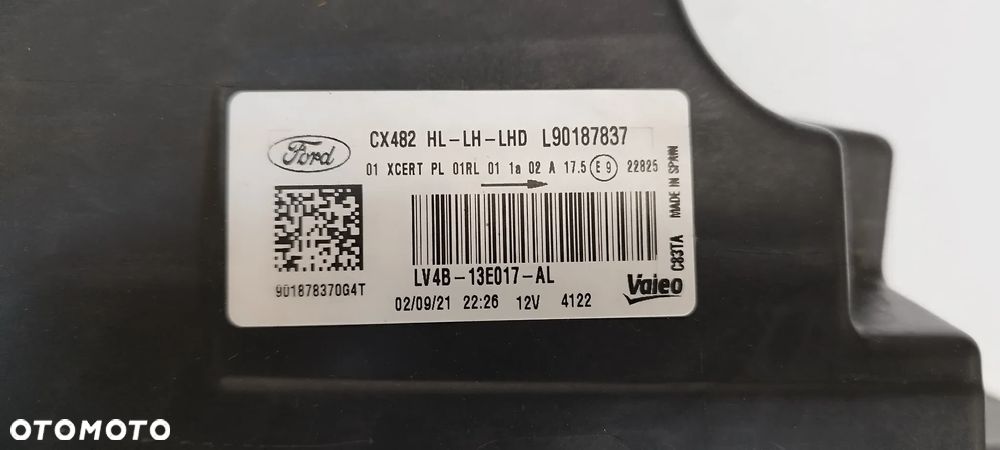 Ford
CX482 HL-LH-LHD L90187837
01 XCERT PL 01RL 01 1a 02 A 17.5 E9 22825
LV4B-13E017-AL
901878370G4T
02/09/21 22:26 12V 4122
Valeo
C83TA MADE IN SPAIN
OTOMOTO